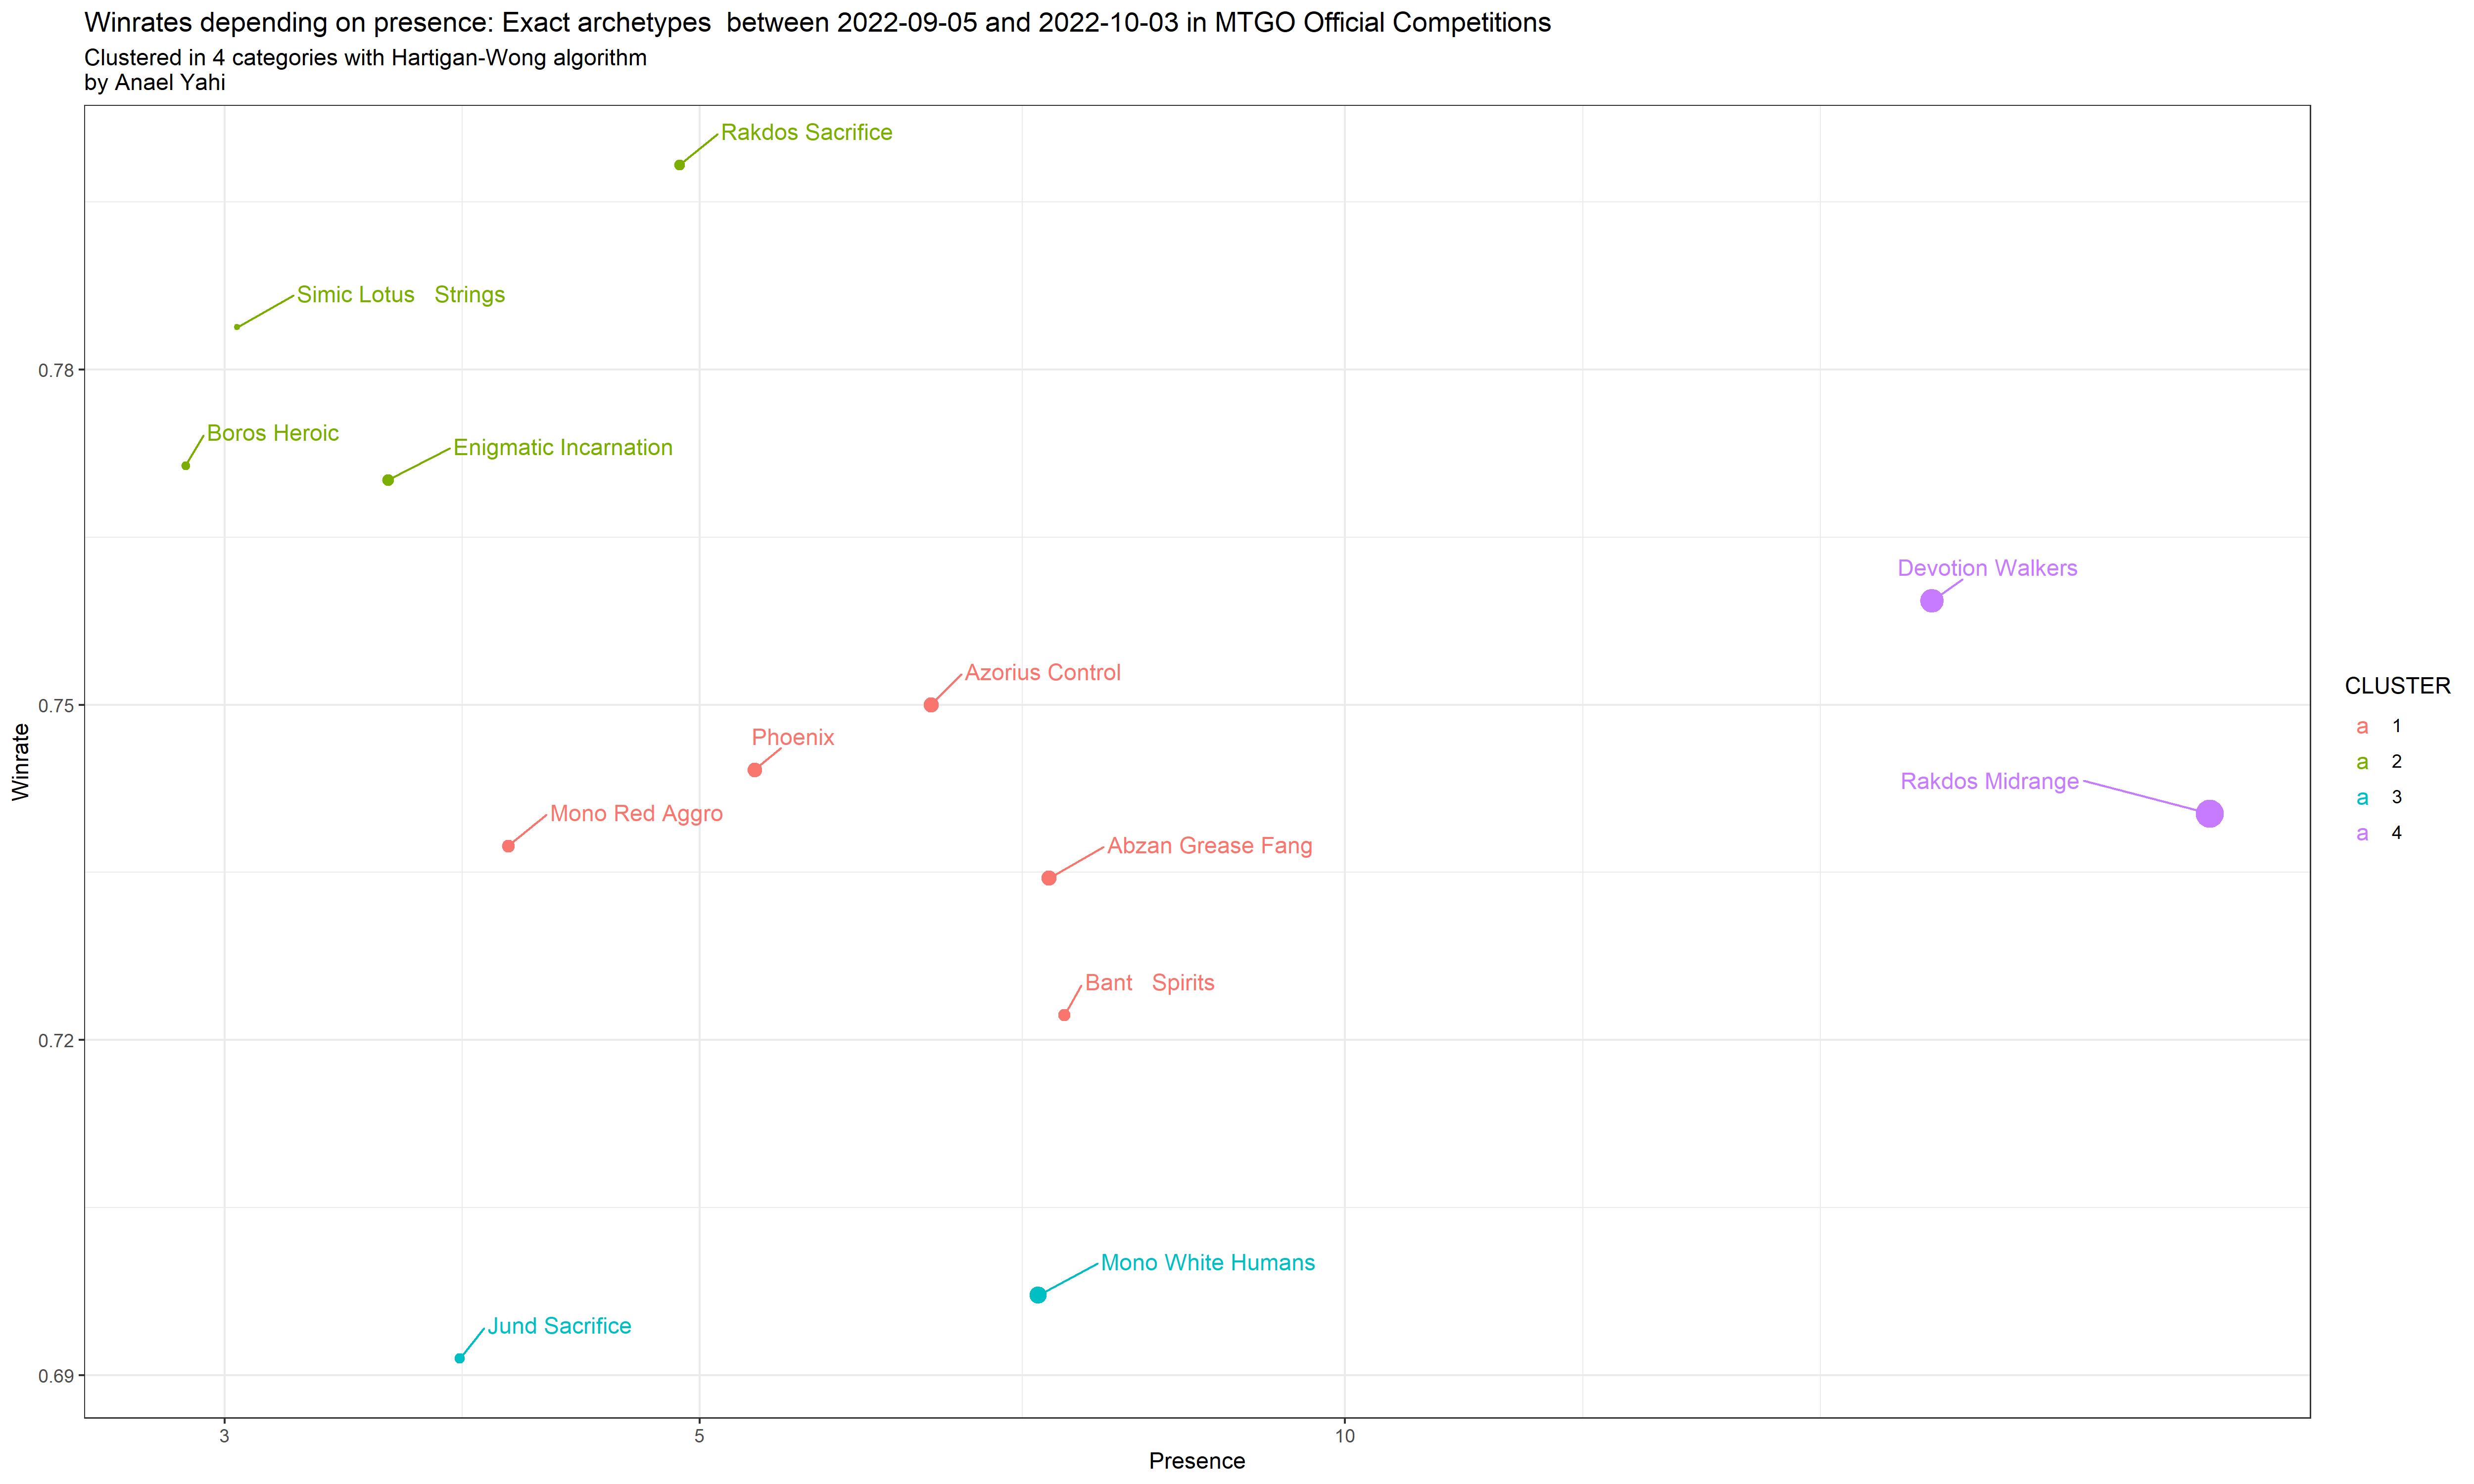 Winrates depending on presence: Exact archetypes  between 2022-09-05 and 2022-10-03 in MTGO Official Competitions
Clustered in 4 categories with Hartigan-Wong algorithm
by Anael Yahi
Rakdos Sacrifice
Simic Lotus   Strings
0.78
Boros Heroic
Enigmatic Incarnation
Devotion Walkers
Azorius Control
0.75
Phoenix
Rakdos Midrange
Mono Red Aggro
Abzan Grease Fang
Bant   Spirits
0.72
Mono White Humans
Jund Sacrifice
0.69
Winrate
3
5
10
Presence
CLUSTER
a 1
a 2
a 3
a 4